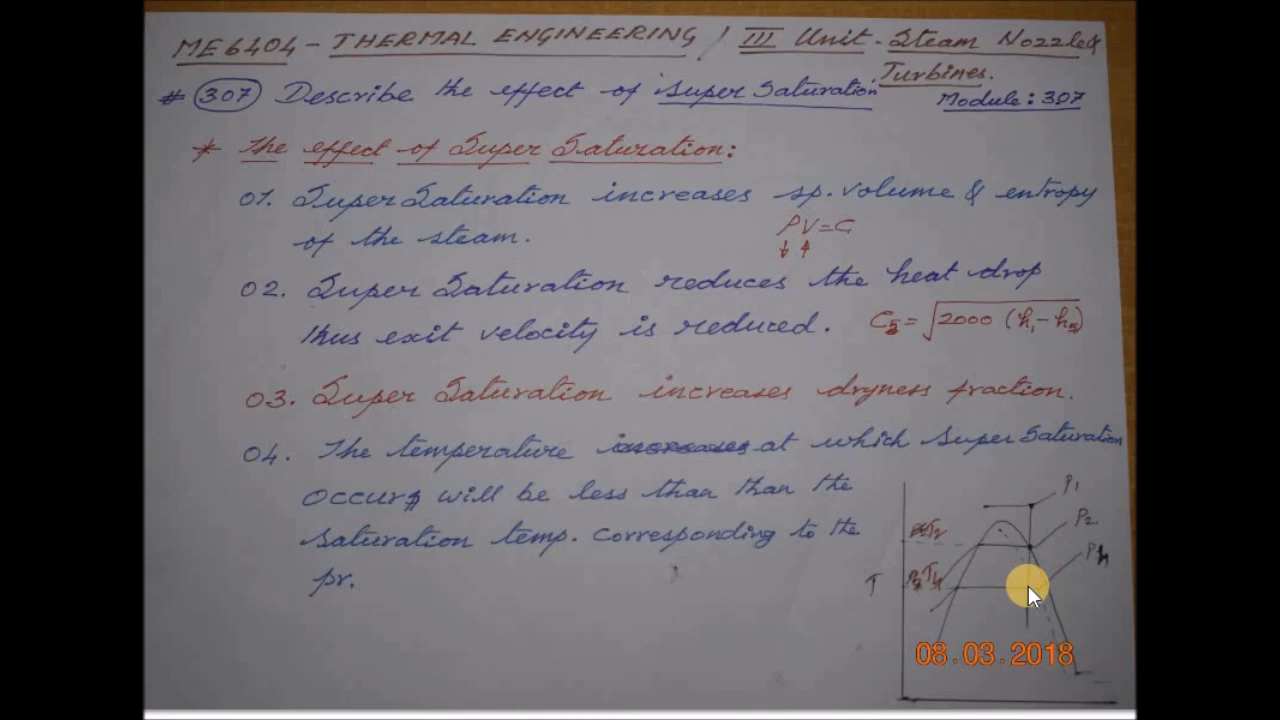 ME6404 - THERMAL ENGINEERING / III Unit - Steam Nozzles &
Turbines.
# 307 Describe the effect of Super Saturation
Module: 307
* The effect of Super Saturation:
01. Super Saturation increases sp. volume & entropy
of the steam.
PV=C
↓ ↑
02. Super Saturation reduces the heat drop
thus exit velocity is reduced.
C5 = √2000 (h1 - h5)
03. Super Saturation increases dryness fraction.
04. The temperature increases at which Super Saturation
occurs will be less than than the
saturation temp. corresponding to the
pr.
P1
P2
T2
T
08.03.2018